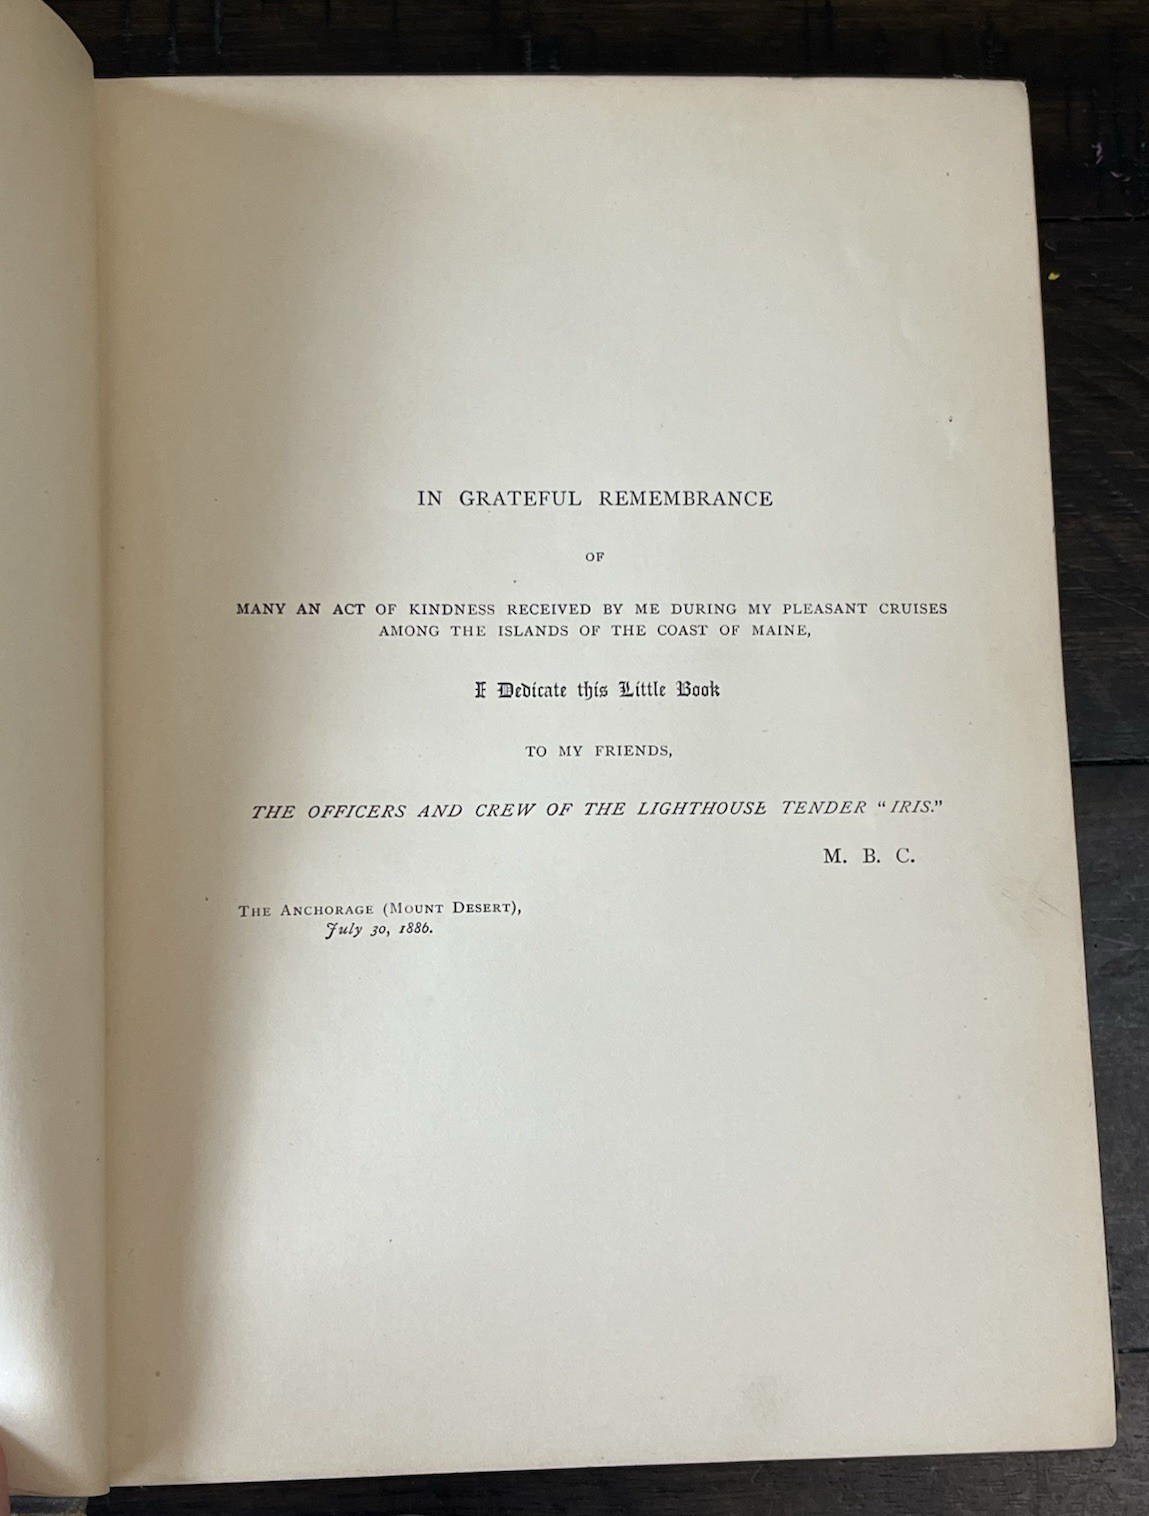 IN GRATEFUL REMEMBRANCE
OF
MANY AN ACT OF KINDNESS RECEIVED BY ME DURING MY PLEASANT CRUISES
AMONG THE ISLANDS OF THE COAST OF MAINE,
I Dedicate this Little Book
TO MY FRIENDS,
THE OFFICERS AND CREW OF THE LIGHTHOUSE TENDER "IRIS."
M. B. C.
THE ANCHORAGE (MOUNT DESERT),
July 30, 1886.